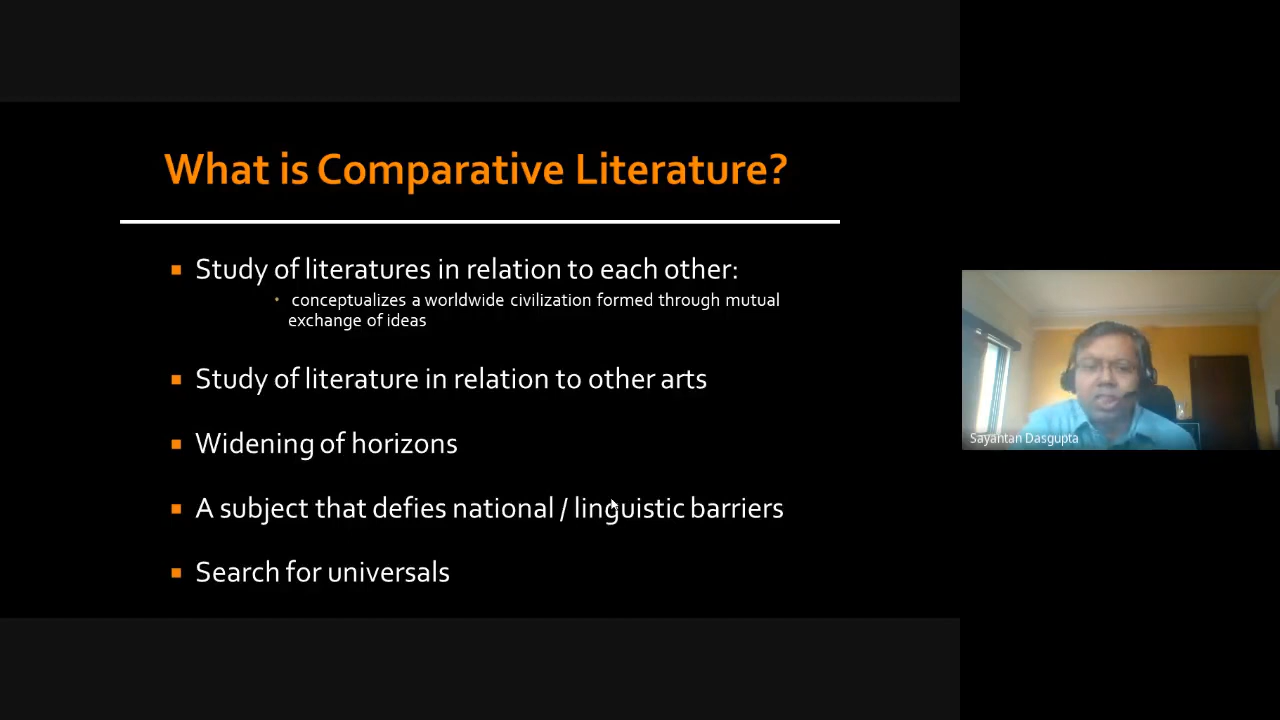 What is Comparative Literature?
Study of literatures in relation to each other:
conceptualizes a worldwide civilization formed through mutual
exchange of ideas
Study of literature in relation to other arts
Widening of horizons
A subject that defies national / linguistic barriers
Search for universals
Sayantan Dasgupta